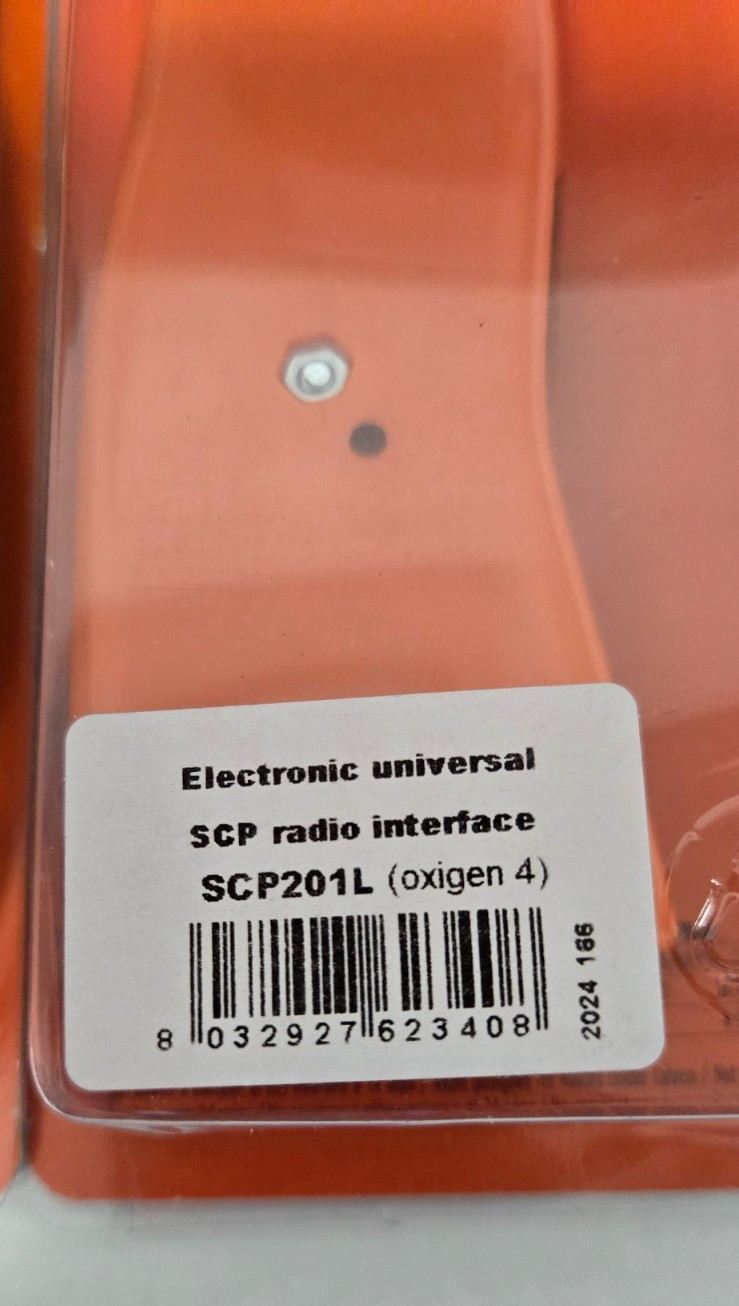 Electronic universal
SCP radio interface
SCP201L (oxigen 4)
8 032927 623408
2024 166